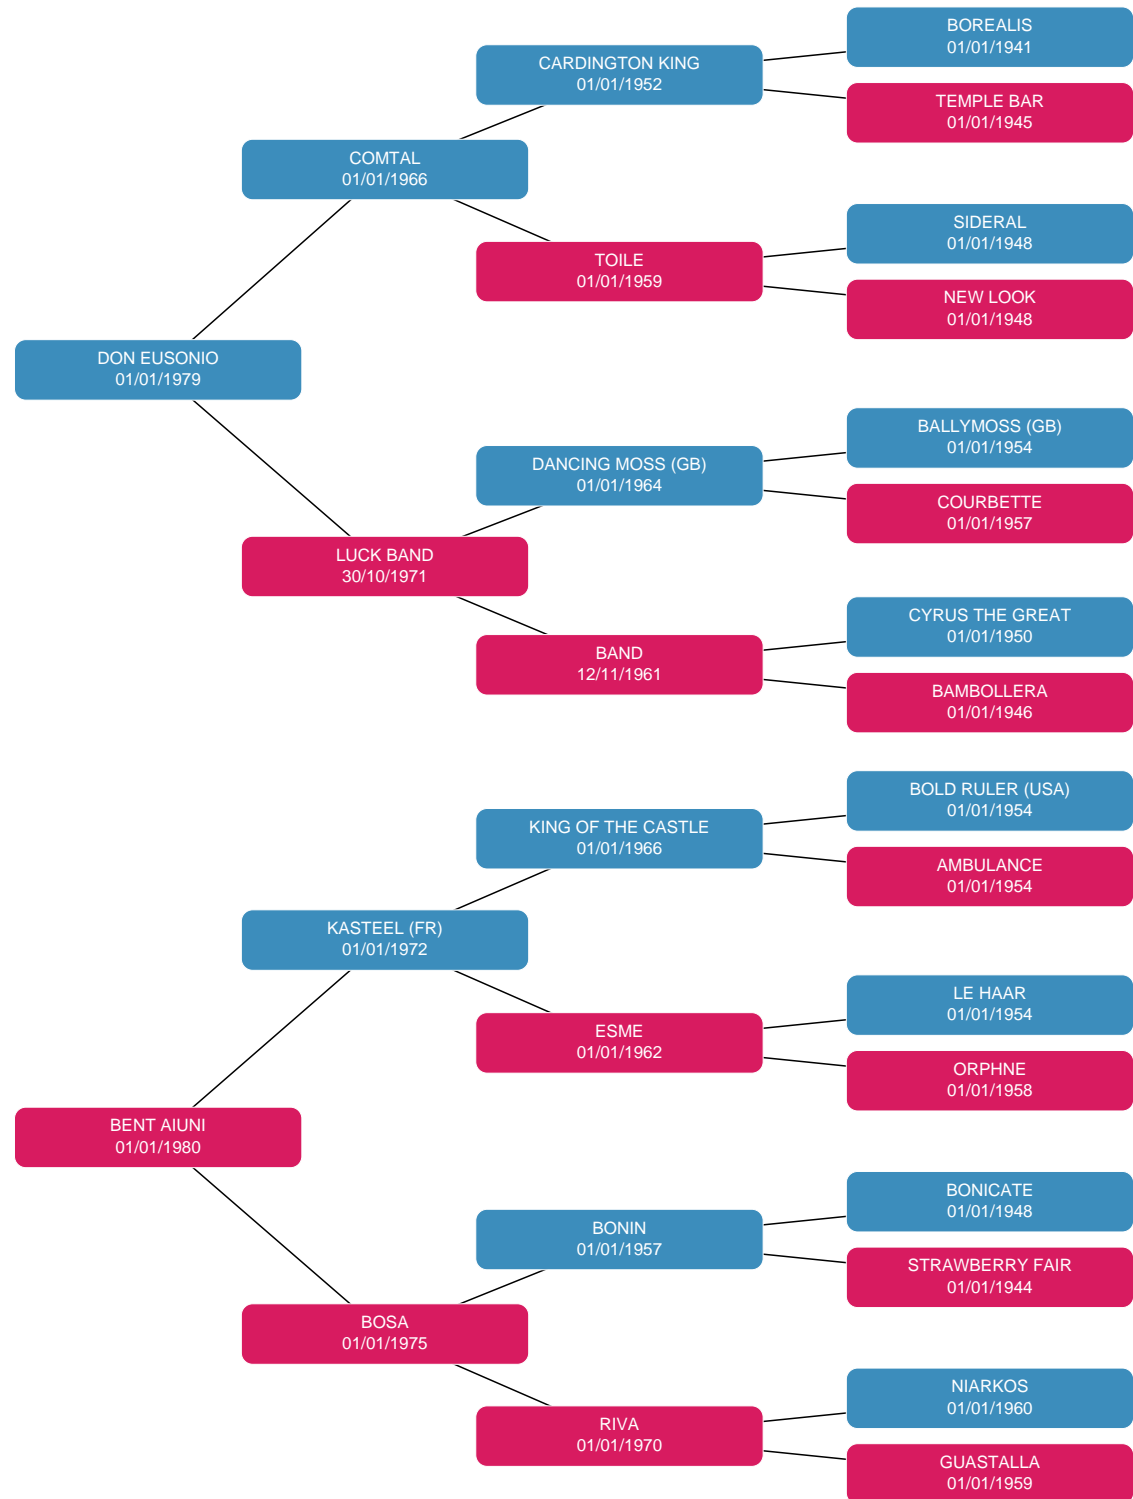 BOREALIS
01/01/1941
CARDINGTON KING
01/01/1952
TEMPLE BAR
01/01/1945
COMTAL
01/01/1966
SIDERAL
01/01/1948
TOILE
01/01/1959
NEW LOOK
01/01/1948
DON EUSONIO
01/01/1979
BALLYMOSS (GB)
01/01/1954
DANCING MOSS (GB)
01/01/1964
COURBETTE
01/01/1957
LUCK BAND
30/10/1971
CYRUS THE GREAT
01/01/1950
BAND
12/11/1961
BAMBOLLERA
01/01/1946
BOLD RULER (USA)
01/01/1954
KING OF THE CASTLE
01/01/1966
AMBULANCE
01/01/1954
KASTEEL (FR)
01/01/1972
LE HAAR
01/01/1954
ESME
01/01/1962
ORPHNE
01/01/1958
BENT AIUNI
01/01/1980
BONICATE
01/01/1948
BONIN
01/01/1957
STRAWBERRY FAIR
01/01/1944
BOSA
01/01/1975
NIARKOS
01/01/1960
RIVA
01/01/1970
GUASTALLA
01/01/1959